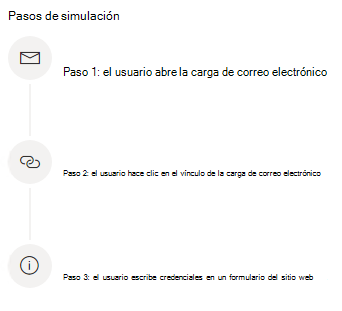 Pasos de simulación
Paso 1: el usuario abre la carga de correo electrónico
Paso 2: el usuario hace clic en el vínculo de la carga de correo electrónico
Paso 3: el usuario escribe credenciales en un formulario del sitio web